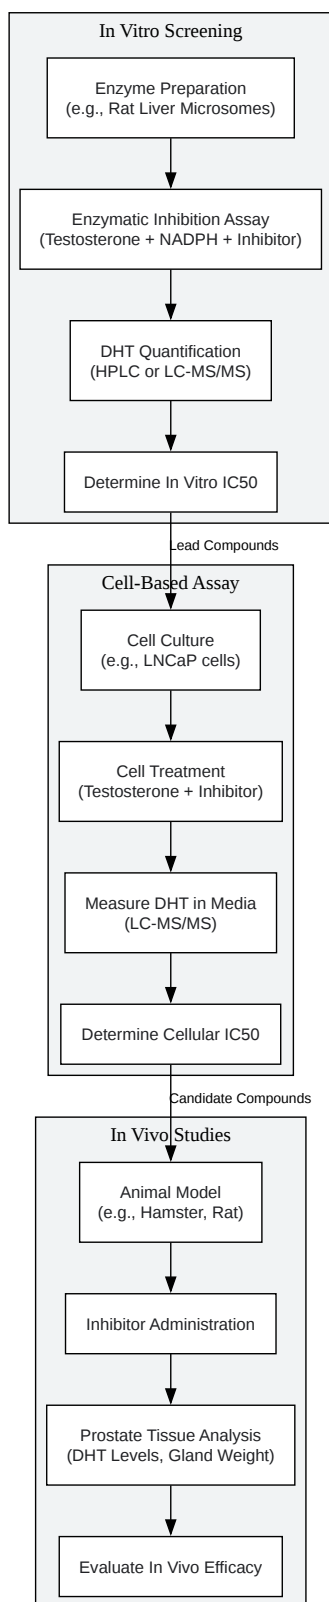 In Vitro Screening
Enzyme Preparation
(e.g., Rat Liver Microsomes)
Enzymatic Inhibition Assay
(Testosterone + NADPH + Inhibitor)
DHT Quantification
(HPLC or LC-MS/MS)
Determine In Vitro IC50
Lead Compounds
Cell-Based Assay
Cell Culture
(e.g., LNCaP cells)
Cell Treatment
(Testosterone + Inhibitor)
Measure DHT in Media
(LC-MS/MS)
Determine Cellular IC50
Candidate Compounds
In Vivo Studies
Animal Model
(e.g., Hamster, Rat)
Inhibitor Administration
Prostate Tissue Analysis
(DHT Levels, Gland Weight)
Evaluate In Vivo Efficacy